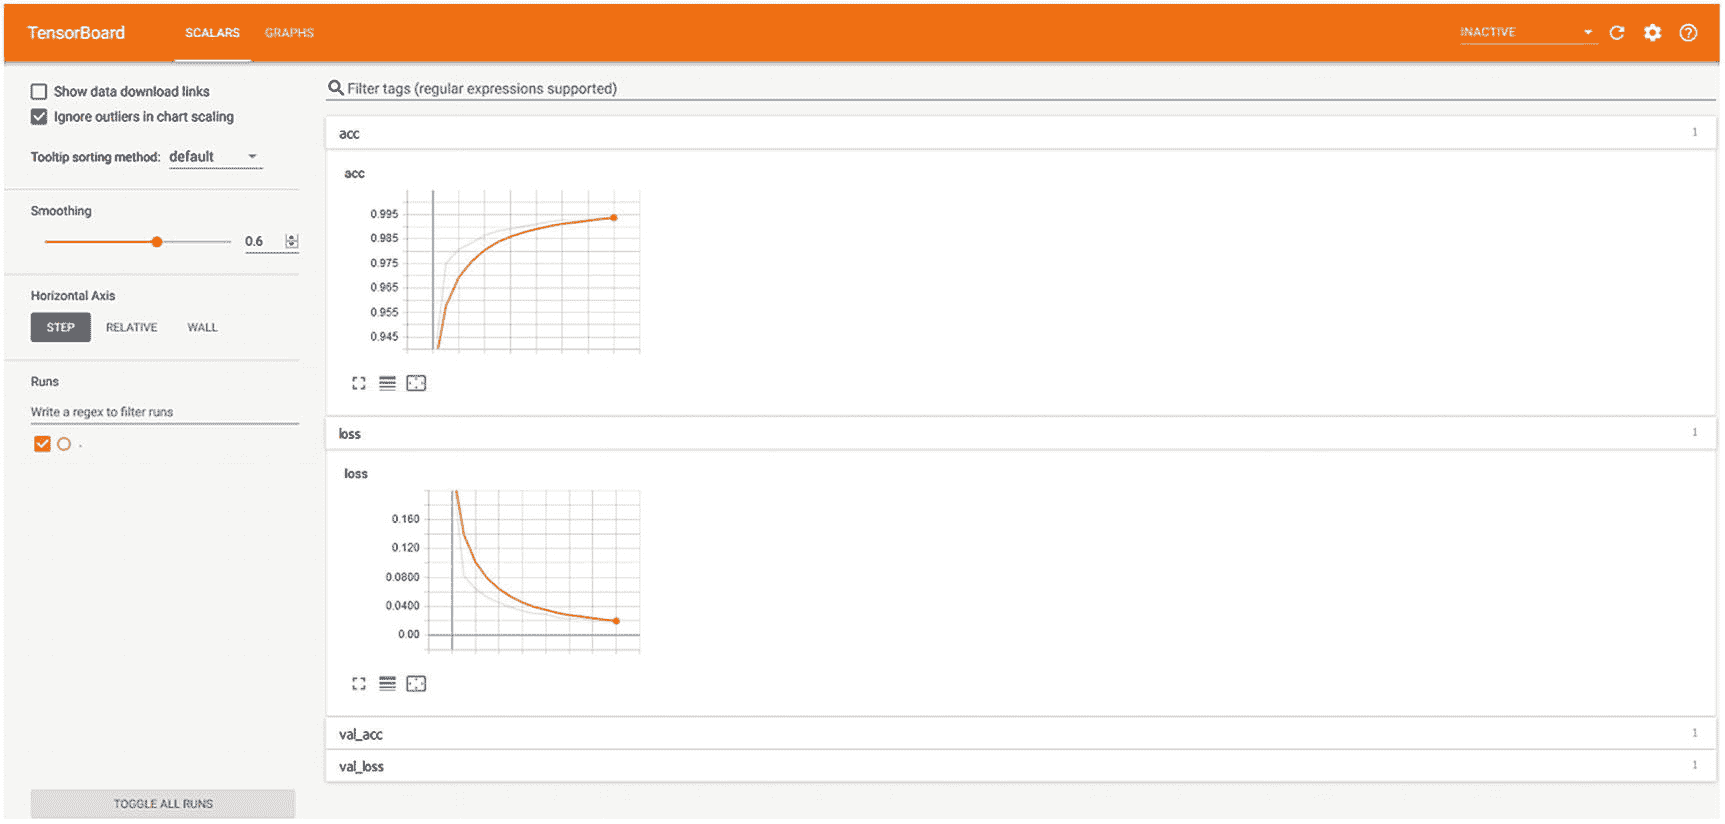 TensorBoard SCALARS GRAPHS INACTIVE
Show data download links
Ignore outliers in chart scaling
Tooltip sorting method: default
Smoothing
0.6
Horizontal Axis
STEP RELATIVE WALL
Runs
Write a regex to filter runs
.
TOGGLE ALL RUNS
Filter tags (regular expressions supported)
acc 1
acc
0.995
0.985
0.975
0.965
0.955
0.945
loss 1
loss
0.160
0.120
0.0800
0.0400
0.00
val_acc 1
val_loss 1